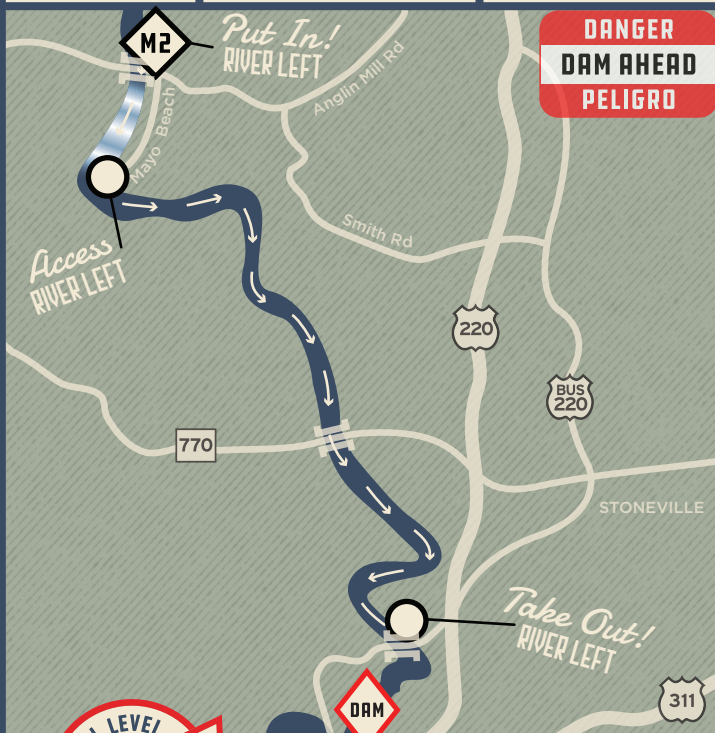 M2
Put In!
RIVER LEFT
DANGER
DAM AHEAD
PELIGRO
Anglin Mill Rd
Mayo Beach
Smith Rd
Access
RIVER LEFT
220
BUS
220
770
STONEVILLE
Take Out!
RIVER LEFT
311
DAM
LEVEL